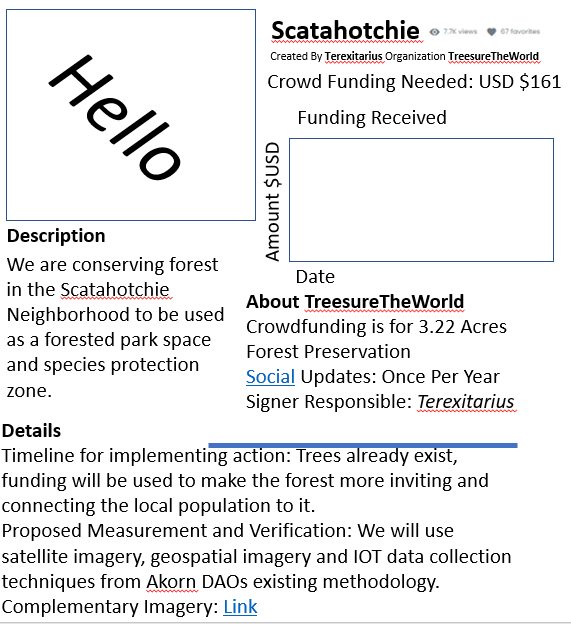 Hello
Scatahotchie 7.7K views 67 favorites
Created By Terexitarius Organization TreesureTheWorld
Crowd Funding Needed: USD $161
Funding Received
Amount $USD
Date
Description
We are conserving forest
in the Scatahotchie
Neighborhood to be used
as a forested park space
and species protection
zone.
About TreesureTheWorld
Crowdfunding is for 3.22 Acres
Forest Preservation
Social Updates: Once Per Year
Signer Responsible: Terexitarius
Details
Timeline for implementing action: Trees already exist,
funding will be used to make the forest more inviting and
connecting the local population to it.
Proposed Measurement and Verification: We will use
satellite imagery, geospatial imagery and IOT data collection
techniques from Akorn DAOs existing methodology.
Complementary Imagery: Link